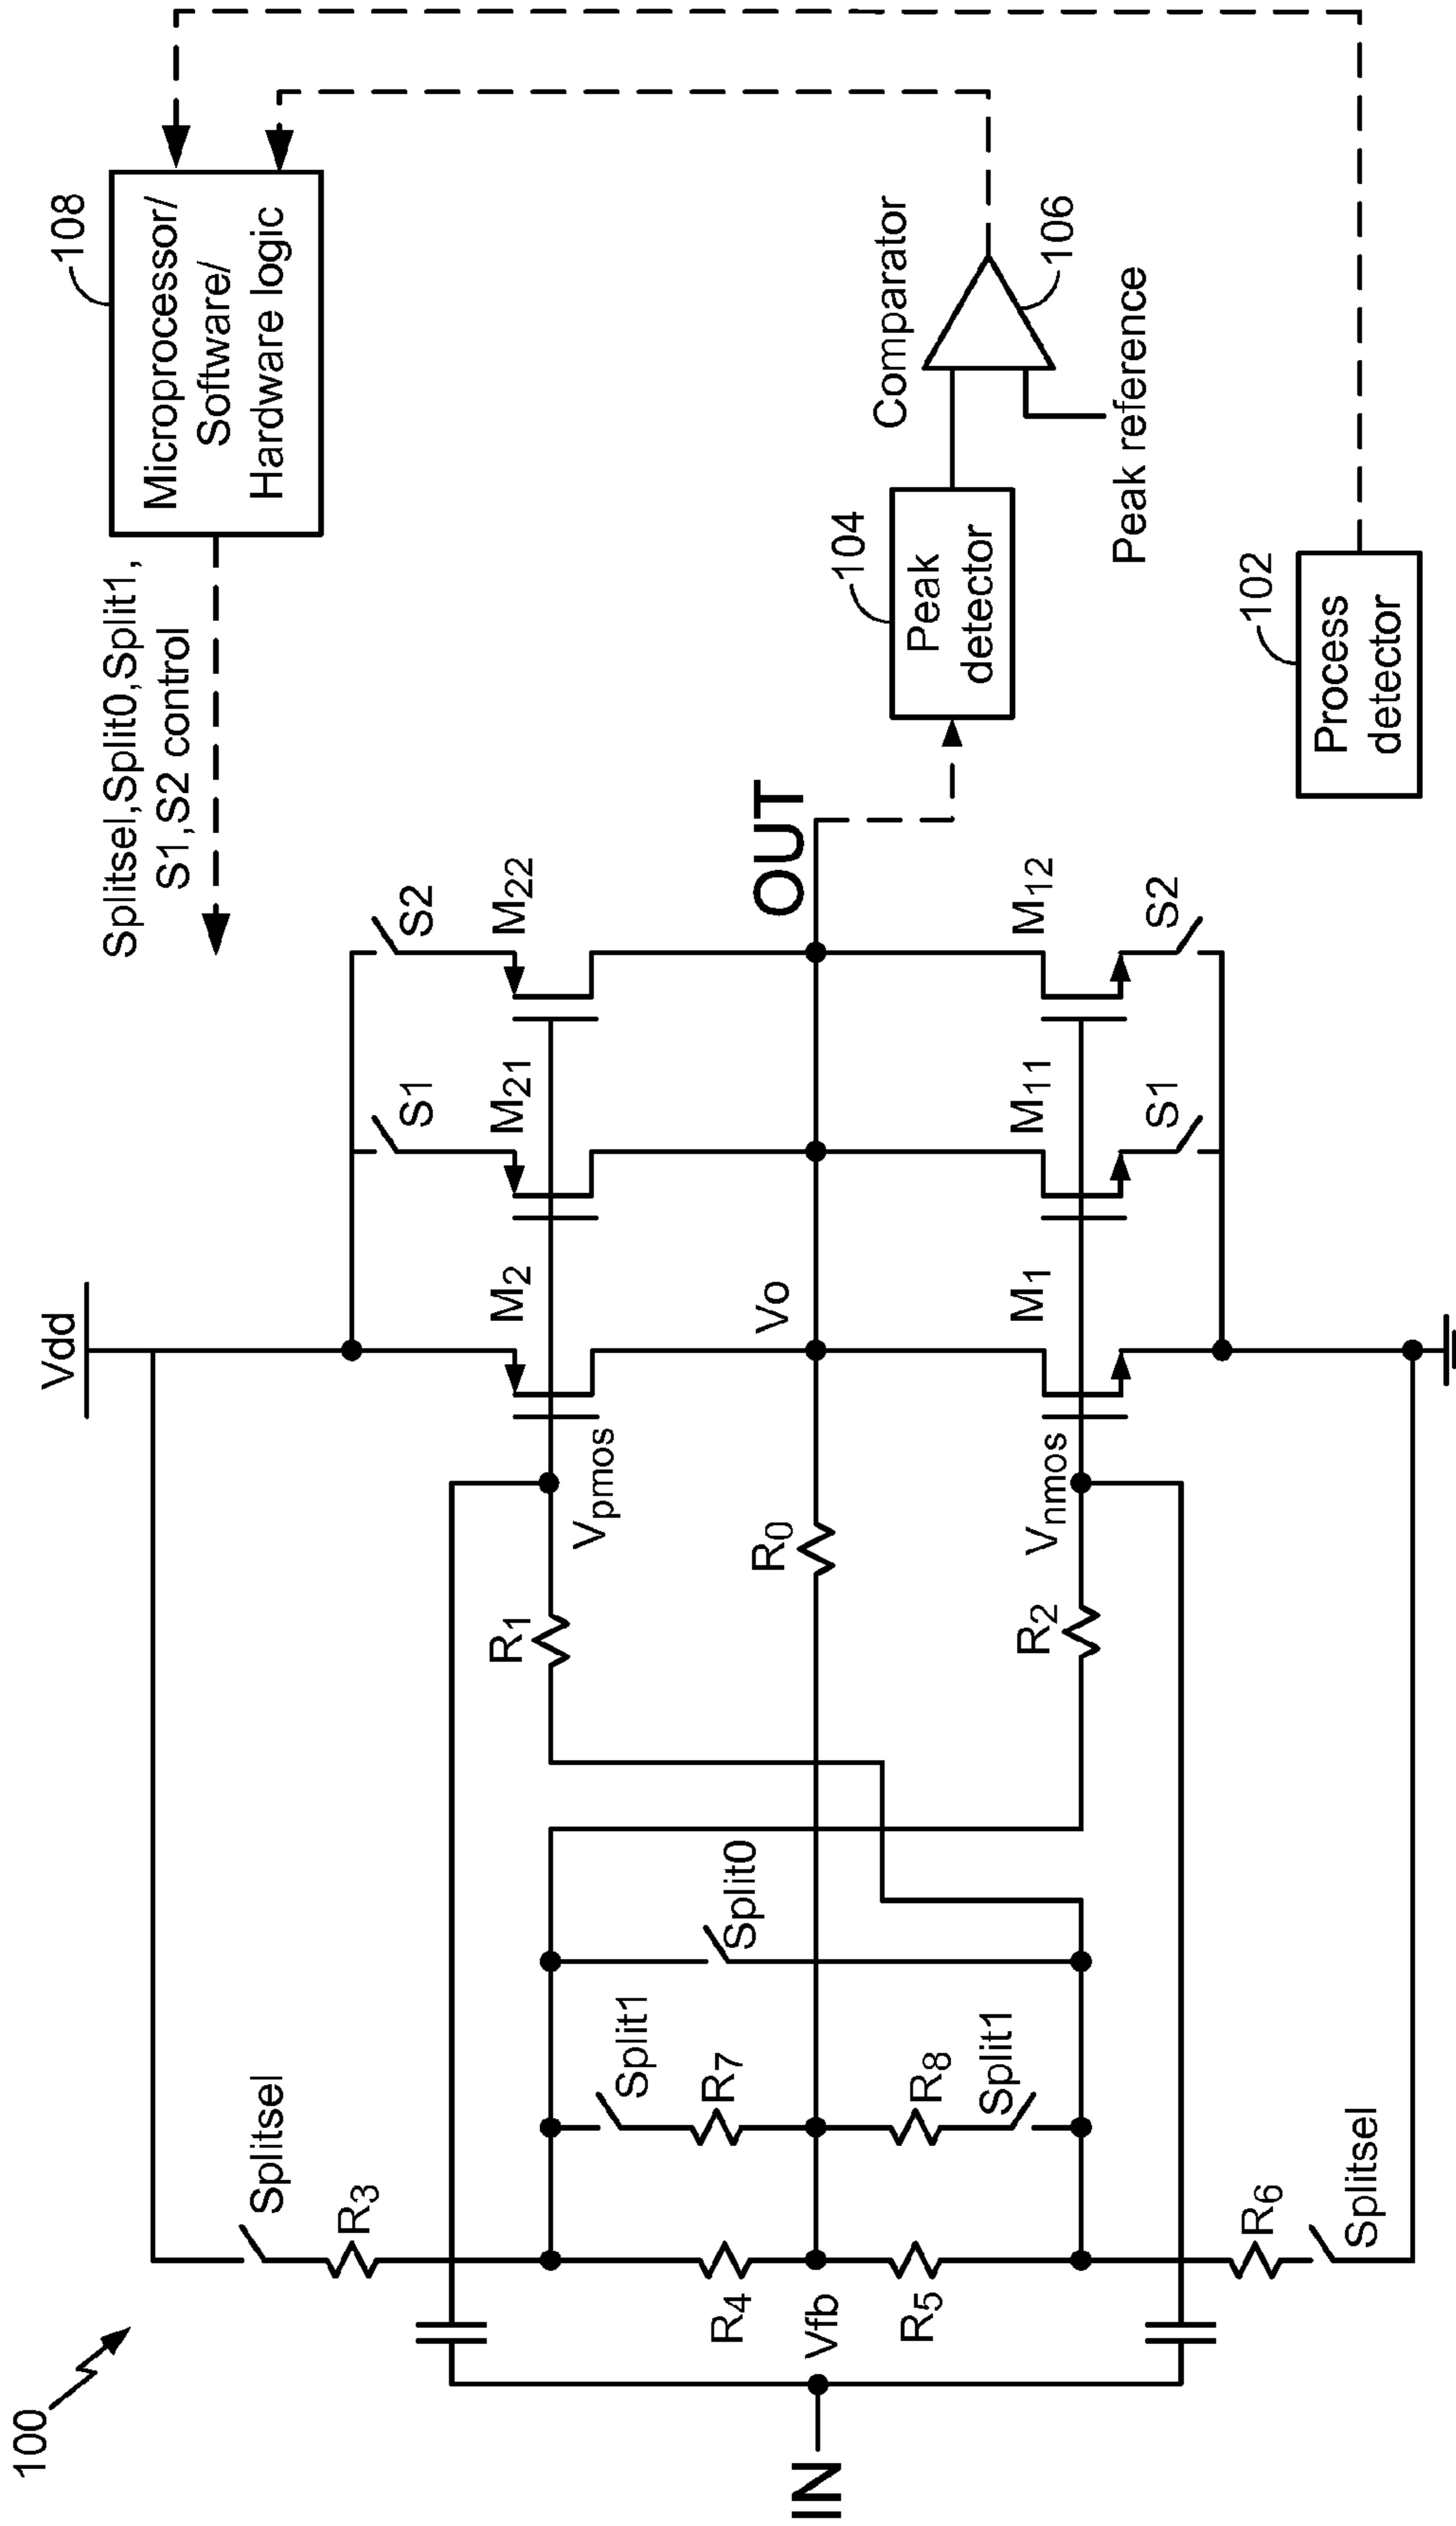 100
Vdd
Splitsel,Split0,Split1,
S1,S2 control
108
Microprocessor/
Software/
Hardware logic
Splitsel
R3
S1
S2
M2
M21
M22
Vpmos
R1
Split1
R7
Split0
R4
IN
Vfb
R0
Vo
OUT
104
Peak
detector
Comparator
106
Peak reference
R5
R8
Split1
R2
Vnmos
M1
M11
M12
S1
S2
R6
Splitsel
102
Process
detector